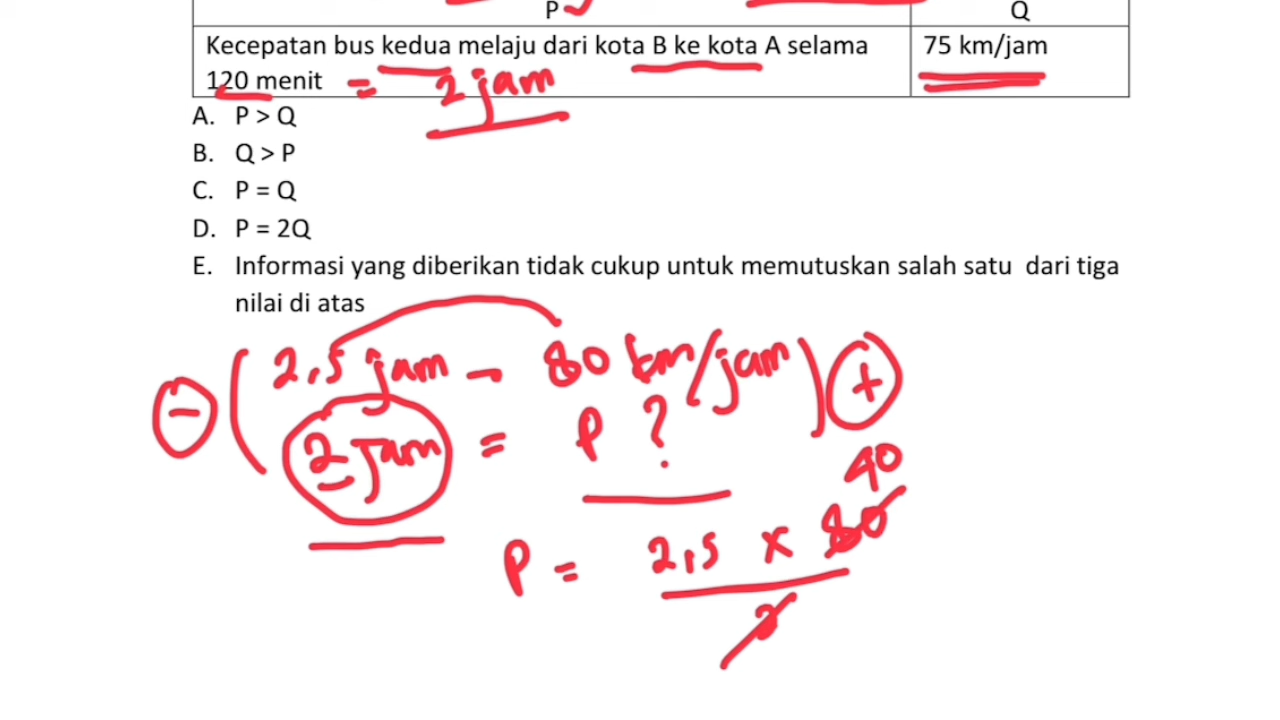 P Q
Kecepatan bus kedua melaju dari kota B ke kota A selama 75 km/jam
120 menit = 2 jam
A. P > Q
B. Q > P
C. P = Q
D. P = 2Q
E. Informasi yang diberikan tidak cukup untuk memutuskan salah satu dari tiga
nilai di atas
- ( 2,5 jam - 80 km/jam ) +
2 jam = P ?
40
P = 2,5 x 80
2